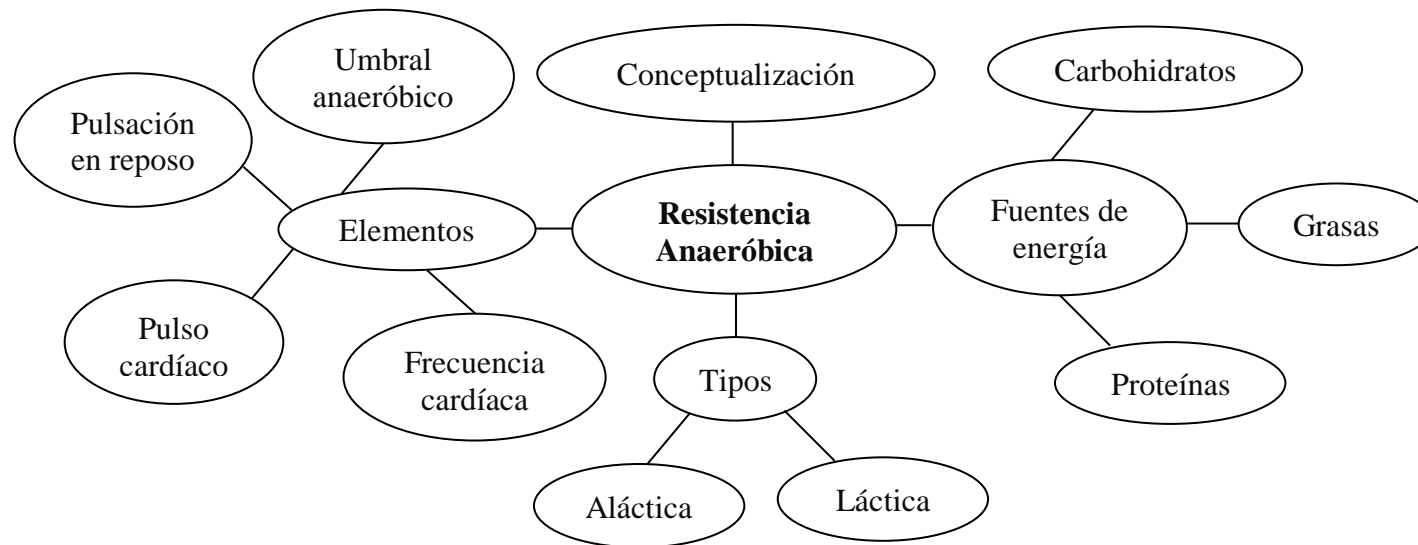 Umbral
anaeróbico
Conceptualización
Carbohidratos
Pulsación
en reposo
Elementos
Resistencia
Anaeróbica
Fuentes de
energía
Grasas
Pulso
cardíaco
Frecuencia
cardíaca
Tipos
Proteínas
Aláctica
Láctica